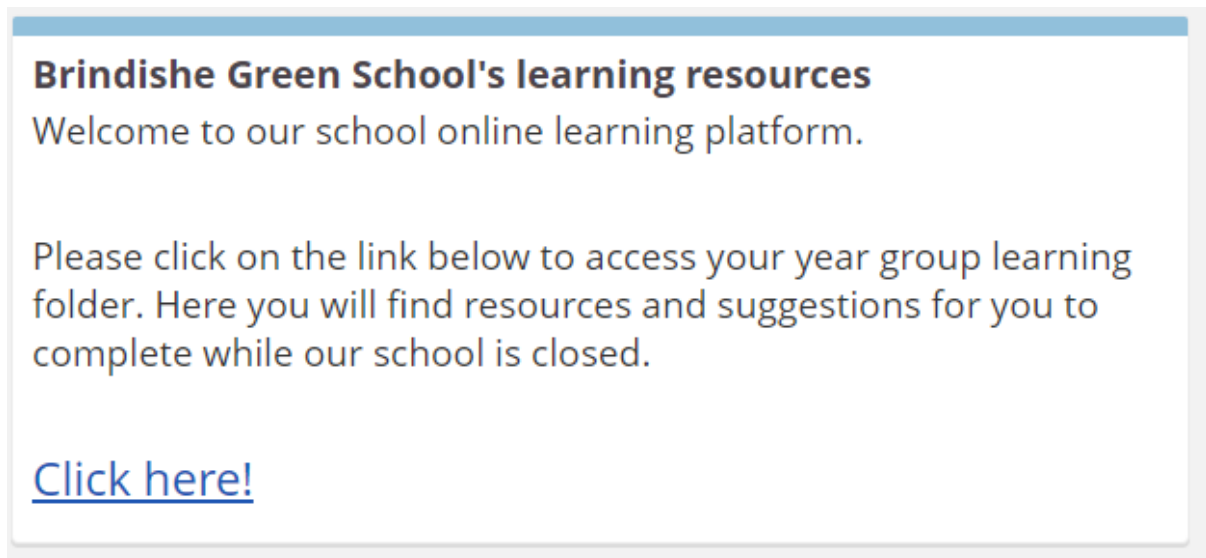 Brindishe Green School's learning resources
Welcome to our school online learning platform.
Please click on the link below to access your year group learning
folder. Here you will find resources and suggestions for you to
complete while our school is closed.
Click here!